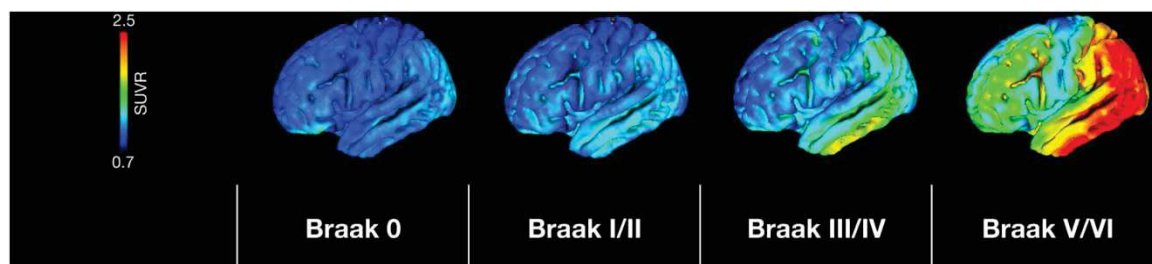 2.5
SUVR
0.7
Braak 0
Braak I/II
Braak III/IV
Braak V/VI